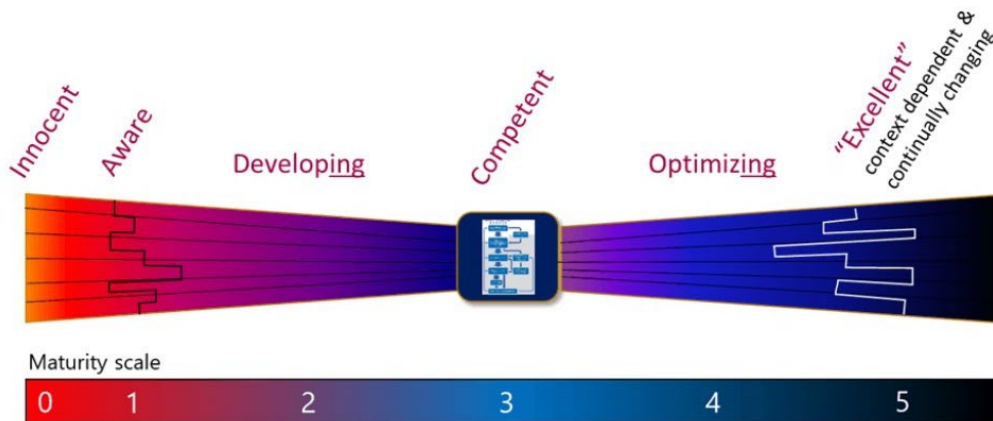 Innocent
Aware
Developing
Competent
Optimizing
“Excellent”
context dependent &
continually changing
Maturity scale
0 1 2 3 4 5